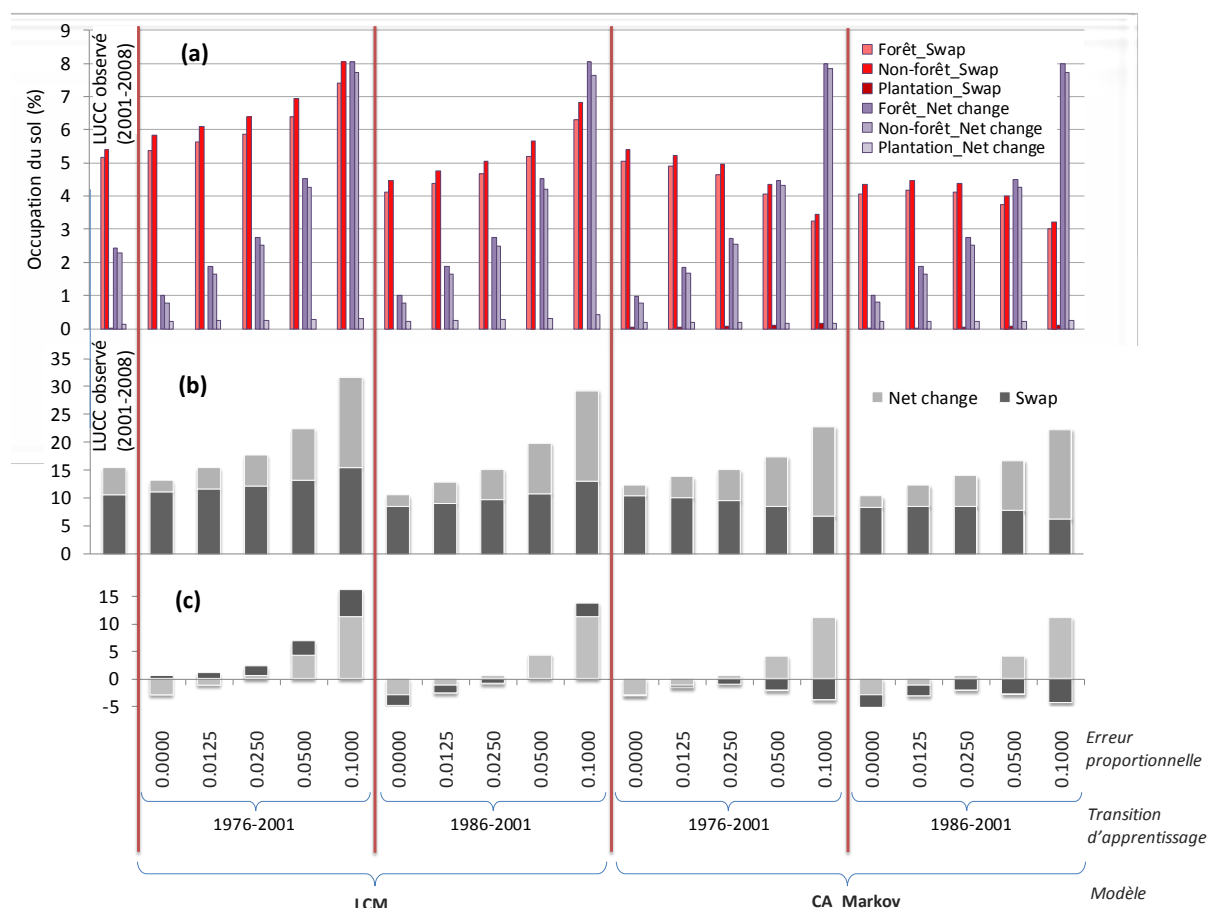 9
8
7
6
5
4
3
2
1
0
Occupation du sol (%)
LUCC observé
(2001-2008)
(a)
Forêt_Swap
Non-forêt_Swap
Plantation_Swap
Forêt_Net change
Non-forêt_Net change
Plantation_Net change
35
30
25
20
15
10
5
0
LUCC observé
(2001-2008)
(b)
Net change
Swap
15
10
5
0
-5
(c)
0.0000
0.0125
0.0250
0.0500
0.1000
0.0000
0.0125
0.0250
0.0500
0.1000
0.0000
0.0125
0.0250
0.0500
0.1000
0.0000
0.0125
0.0250
0.0500
0.1000
Erreur
proportionnelle
1976-2001
1986-2001
1976-2001
1986-2001
Transition
d'apprentissage
LCM
CA_Markov
Modèle